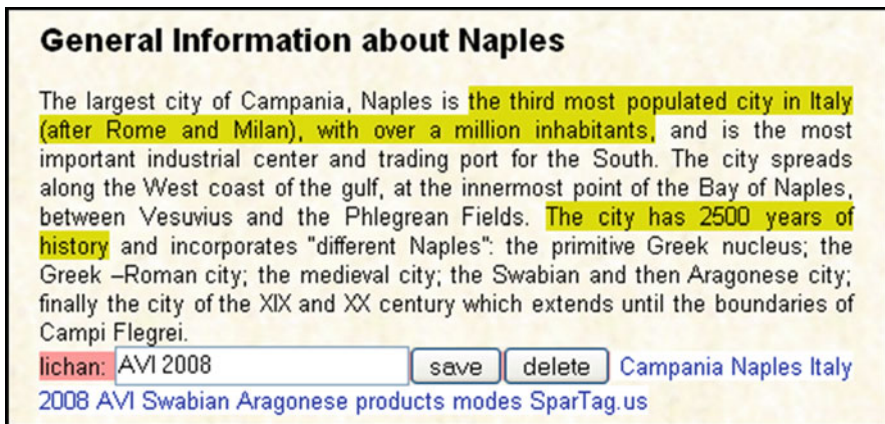 General Information about Naples
The largest city of Campania, Naples is the third most populated city in Italy
(after Rome and Milan), with over a million inhabitants, and is the most
important industrial center and trading port for the South. The city spreads
along the West coast of the gulf, at the innermost point of the Bay of Naples,
between Vesuvius and the Phlegrean Fields. The city has 2500 years of
history and incorporates "different Naples": the primitive Greek nucleus; the
Greek –Roman city; the medieval city; the Swabian and then Aragonese city;
finally the city of the XIX and XX century which extends until the boundaries of
Campi Flegrei.
lichan: AVI 2008 save delete Campania Naples Italy
2008 AVI Swabian Aragonese products modes SparTag.us